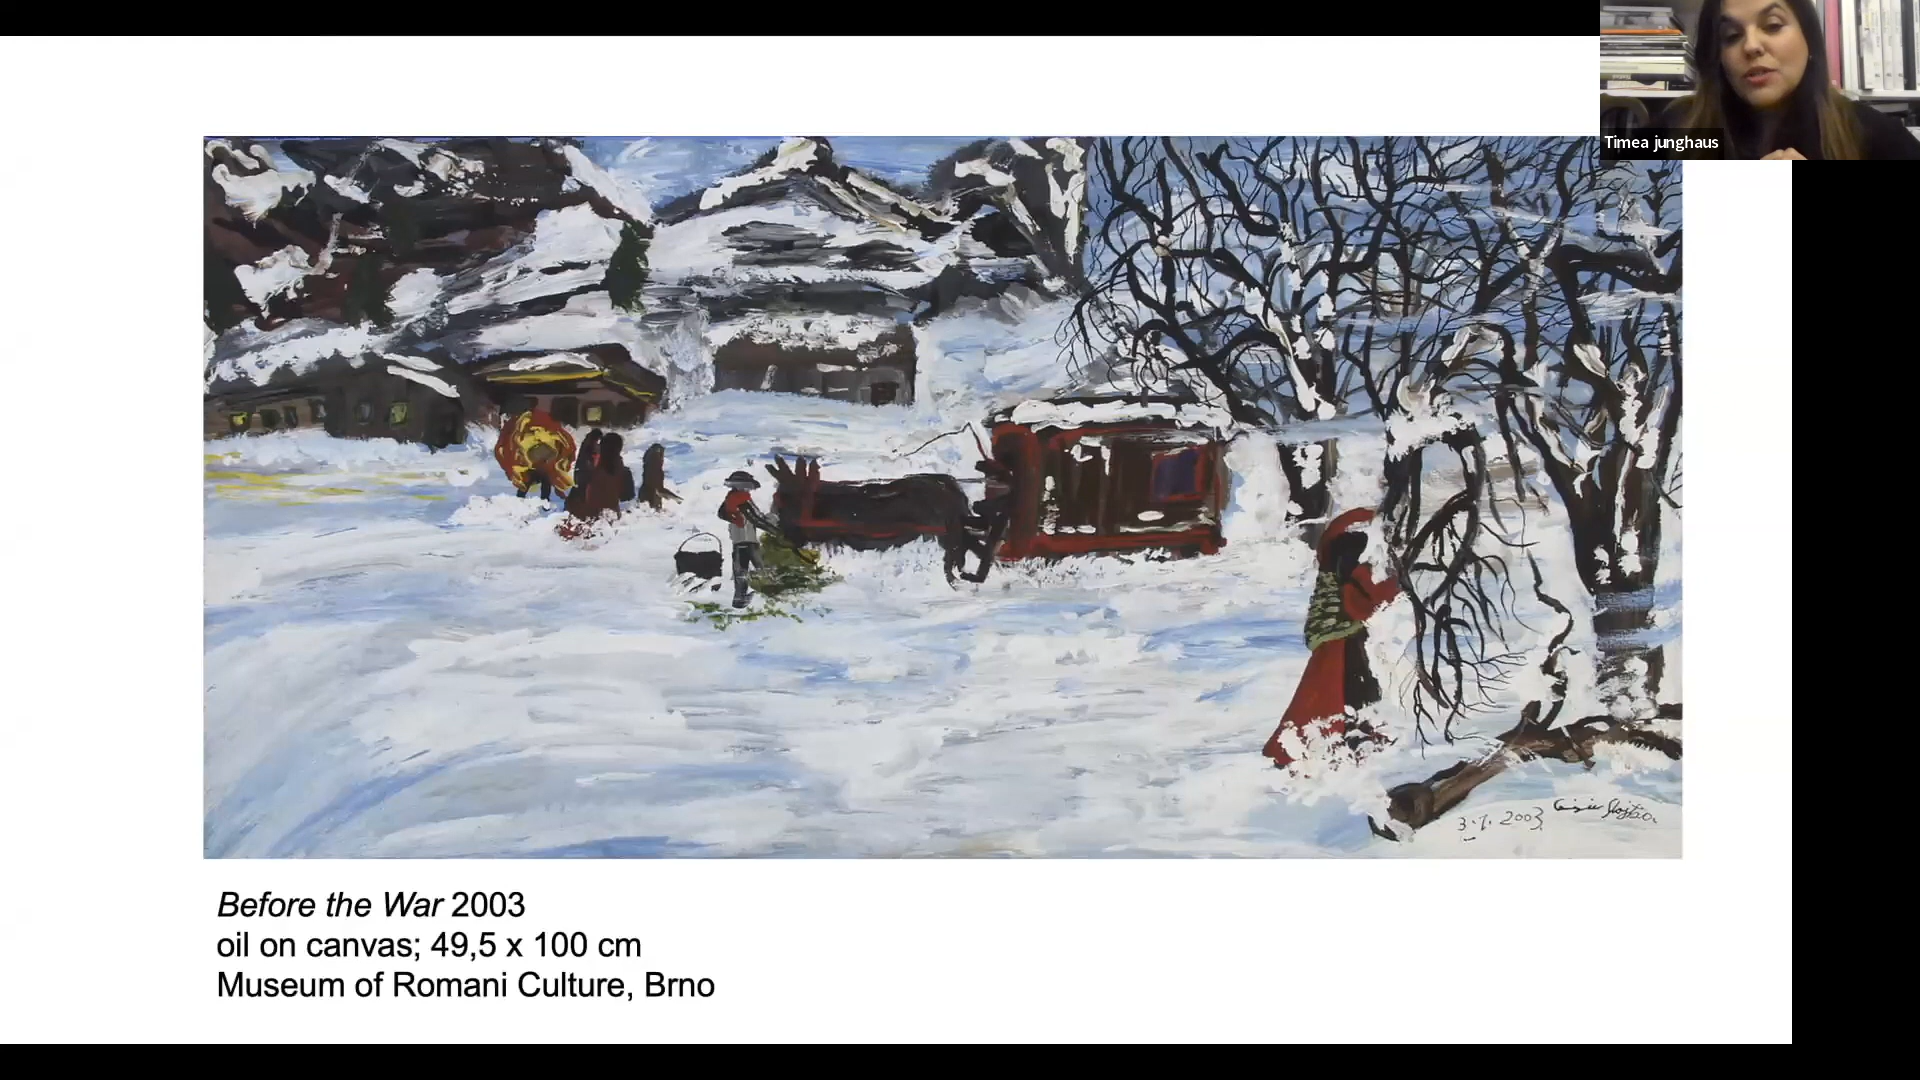 Timea junghaus
3.7.2003
Before the War 2003
oil on canvas; 49,5 x 100 cm
Museum of Romani Culture, Brno